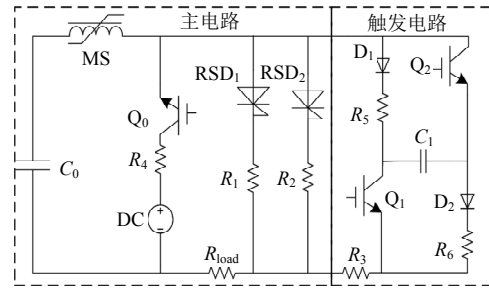 主电路
触发电路
MS
RSD₁
RSD₂
D₁
Q₂
Q₀
R₅
C₁
C₀
R₄
R₁
R₂
Q₁
D₂
DC
R₆
Rload
R₃